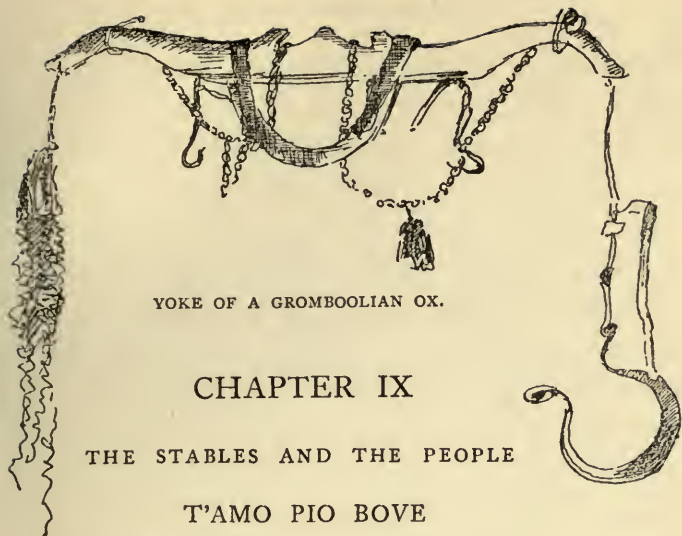 YOKE OF A GROMBOOLIAN OX.
CHAPTER IX
THE STABLES AND THE PEOPLE
T'AMO PIO BOVE